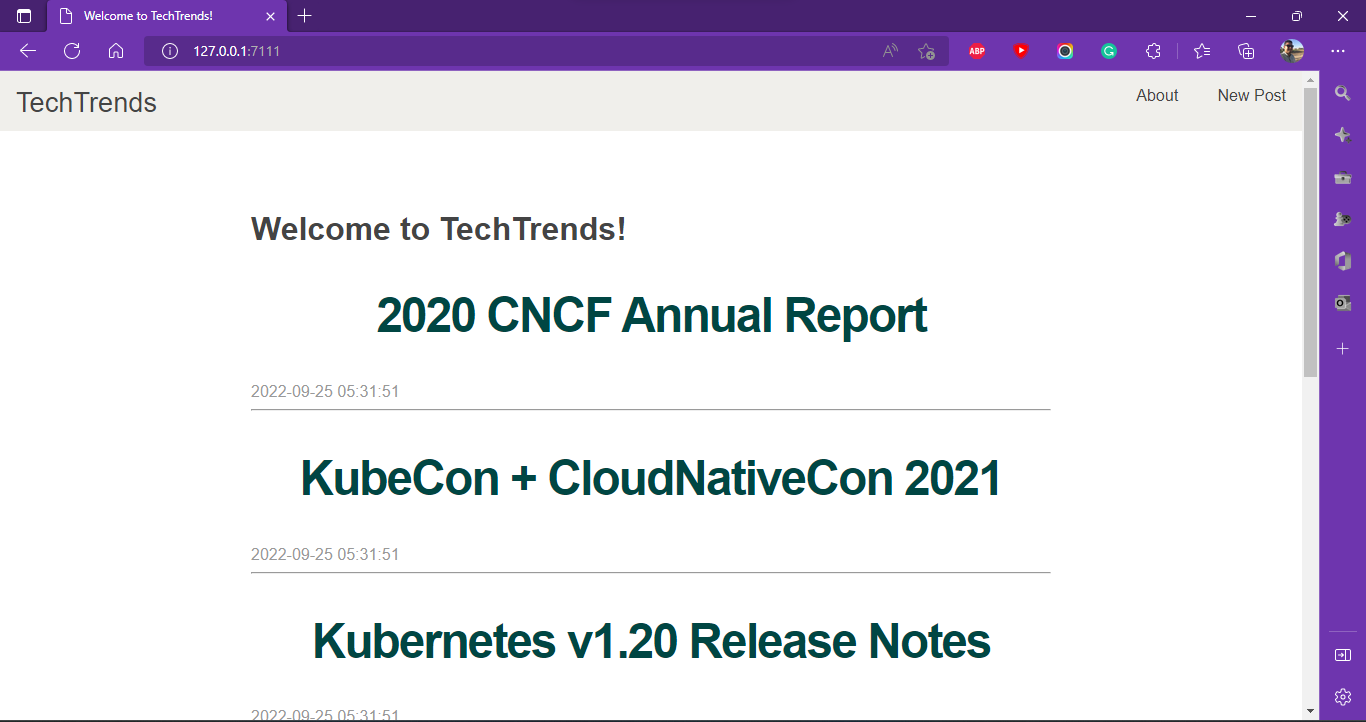 Welcome to TechTrends!
127.0.0.1:7111
ABP
TechTrends
About
New Post
Welcome to TechTrends!
2020 CNCF Annual Report
2022-09-25 05:31:51
KubeCon + CloudNativeCon 2021
2022-09-25 05:31:51
Kubernetes v1.20 Release Notes
2022-09-25 05:31:51